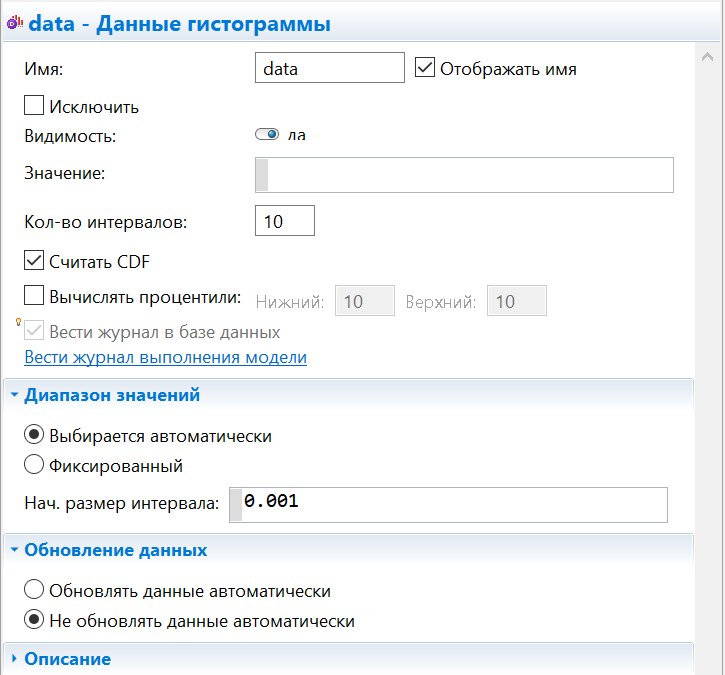 data - Данные гистограммы
Имя: data Отображать имя
Исключить
Видимость: да
Значение:
Кол-во интервалов: 10
Считать CDF
Вычислять процентили: Нижний: 10 Верхний: 10
Вести журнал в базе данных
Вести журнал выполнения модели
Диапазон значений
Выбирается автоматически
Фиксированный
Нач. размер интервала: 0.001
Обновление данных
Обновлять данные автоматически
Не обновлять данные автоматически
Описание